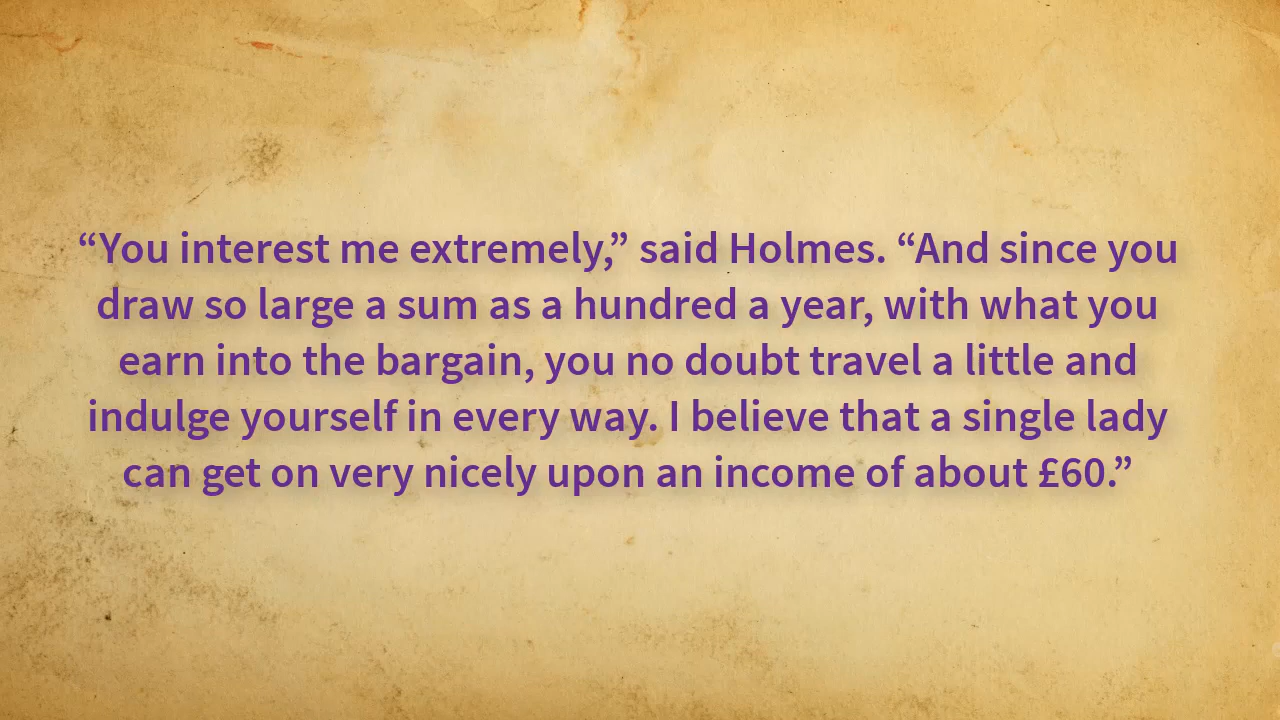 “You interest me extremely,” said Holmes. “And since you
draw so large a sum as a hundred a year, with what you
earn into the bargain, you no doubt travel a little and
indulge yourself in every way. I believe that a single lady
can get on very nicely upon an income of about £60.”